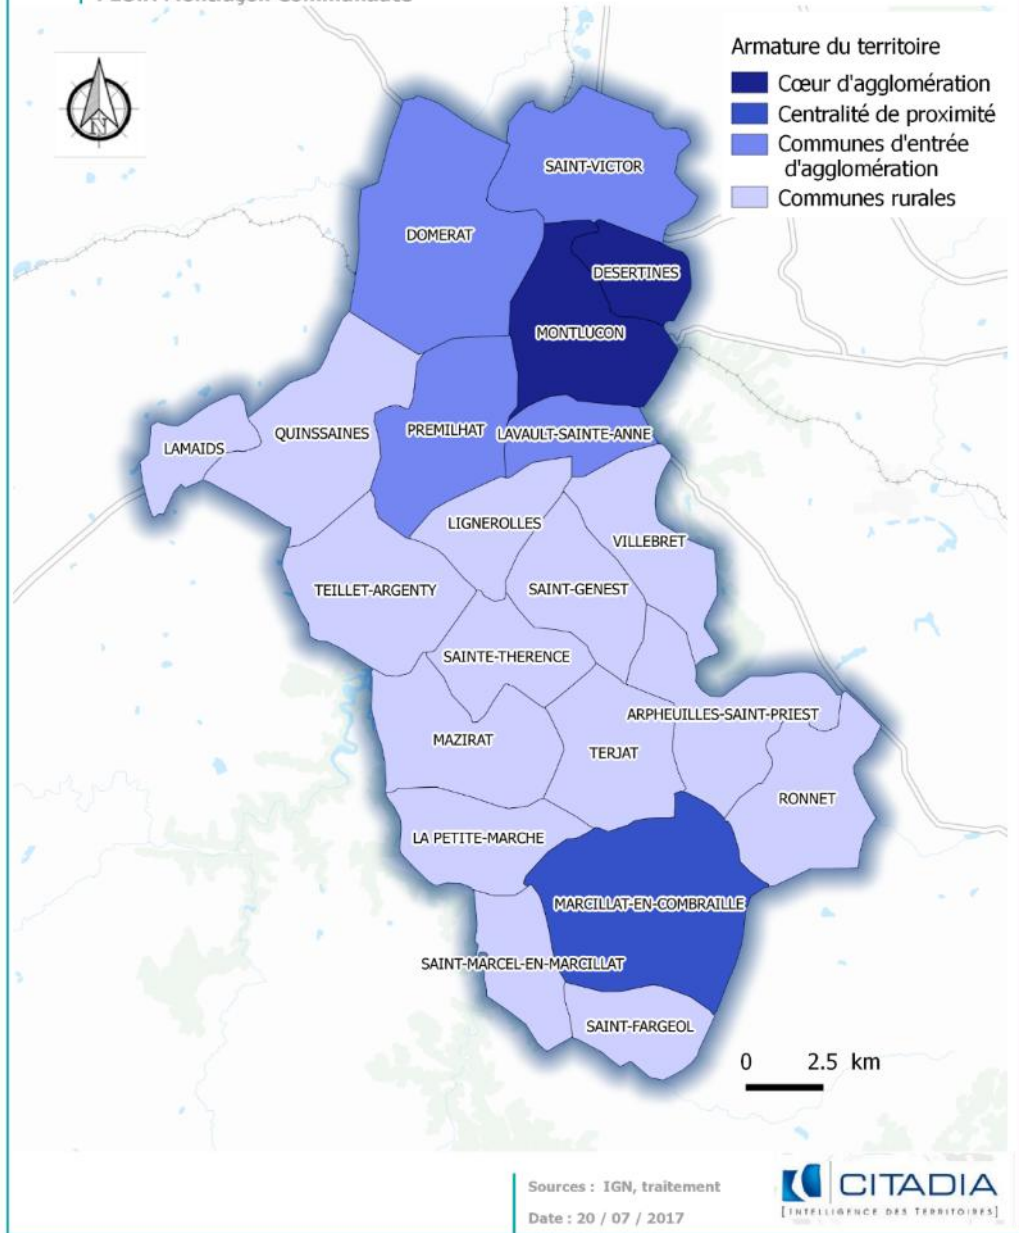 Armature du territoire
Cœur d'agglomération
Centralité de proximité
Communes d'entrée
d'agglomération
Communes rurales
N
SAINT-VICTOR
DOMERAT
DESERTINES
MONTLUCON
QUINSSAINES
PREMILHAT
LAVAULT-SAINTE-ANNE
LAMAIDS
LIGNEROLLES
VILLEBRET
TEILLET-ARGENTY
SAINT-GENEST
SAINTE-THERENCE
ARPHEUILLES-SAINT-PRIEST
MAZIRAT
TERJAT
RONNET
LA PETITE-MARCHE
MARCILLAT-EN-COMBRAILLE
SAINT-MARCEL-EN-MARCILLAT
SAINT-FARGEOL
0 2.5 km
Sources : IGN, traitement
Date : 20 / 07 / 2017
CITADIA
[INTELLIGENCE DES TERRITOIRES]